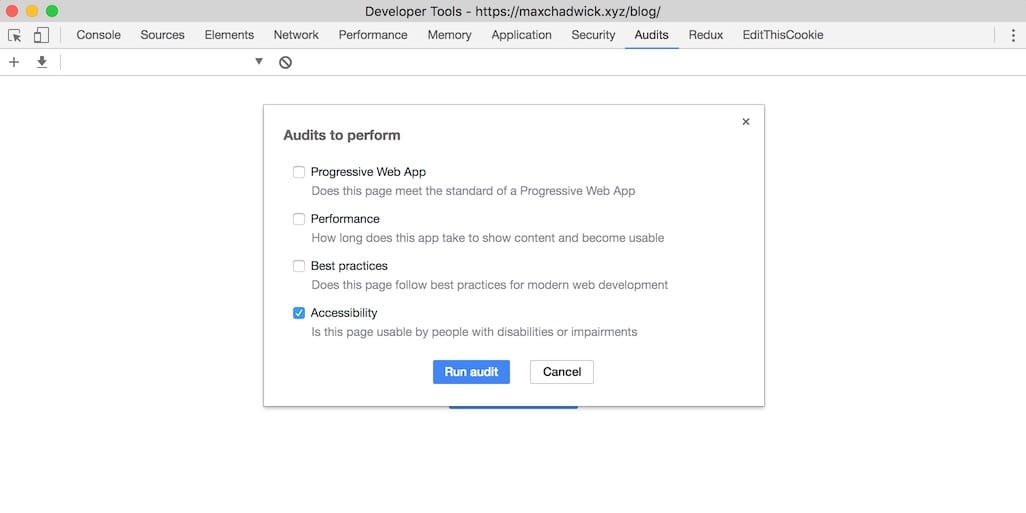 Developer Tools - https://maxchadwick.xyz/blog/
Console Sources Elements Network Performance Memory Application Security Audits Redux EditThisCookie
Audits to perform
Progressive Web App
Does this page meet the standard of a Progressive Web App
Performance
How long does this app take to show content and become usable
Best practices
Does this page follow best practices for modern web development
Accessibility
Is this page usable by people with disabilities or impairments
Run audit Cancel